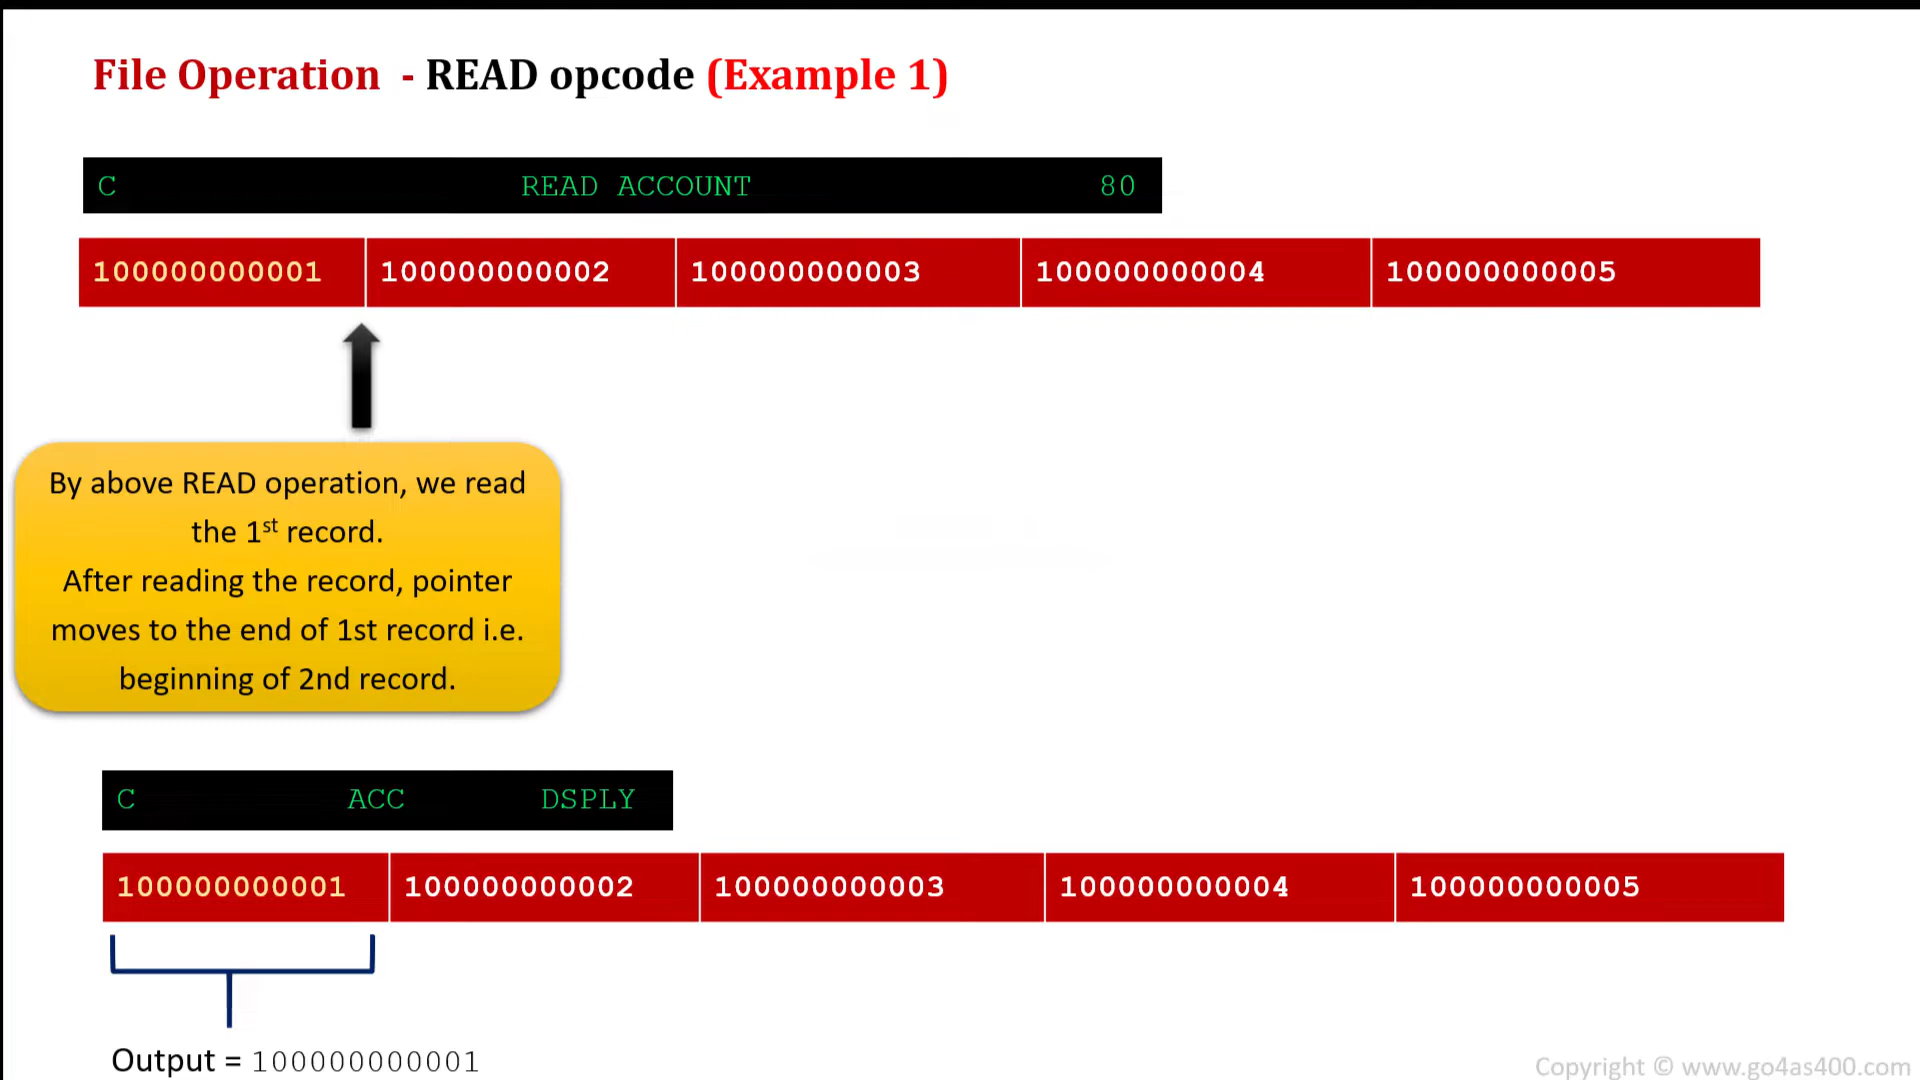 File Operation - READ opcode (Example 1)
C READ ACCOUNT 80
100000000001 100000000002 100000000003 100000000004 100000000005
By above READ operation, we read
the 1st record.
After reading the record, pointer
moves to the end of 1st record i.e.
beginning of 2nd record.
C ACC DSPLY
100000000001 100000000002 100000000003 100000000004 100000000005
Output = 100000000001
Copyright © www.go4as400.com